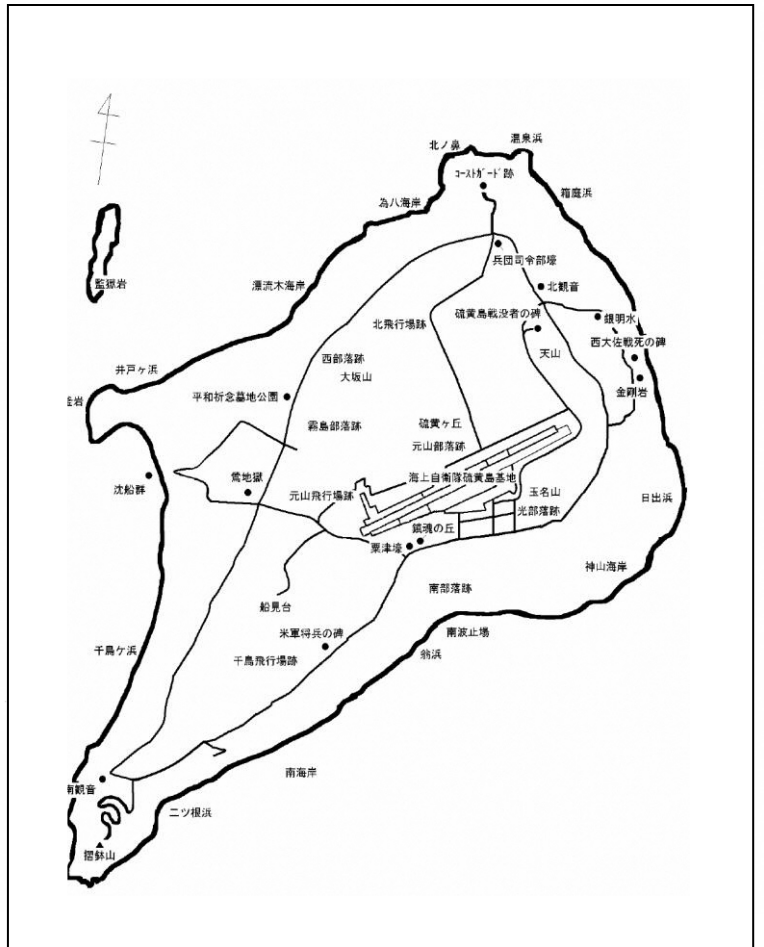 温泉浜
北ノ鼻
コーストガード跡
箱庭浜
為八海岸
兵団司令部壕
監獄岩
漂流木海岸
北観音
硫黄島戦没者の碑
銀明水
北飛行場跡
西大佐戦死の碑
西部落跡
天山
井戸ヶ浜
大坂山
金剛岩
平和祈念墓地公園
釜岩
硫黄ヶ丘
霧島部落跡
元山部落跡
海上自衛隊硫黄島基地
沈船群
鶯地獄
元山飛行場跡
玉名山
日出浜
光部落跡
鎮魂の丘
粟津壕
神山海岸
南部落跡
船見台
米軍将兵の碑
南波止場
千鳥ケ浜
千鳥飛行場跡
翁浜
南海岸
南観音
二ツ根浜
摺鉢山